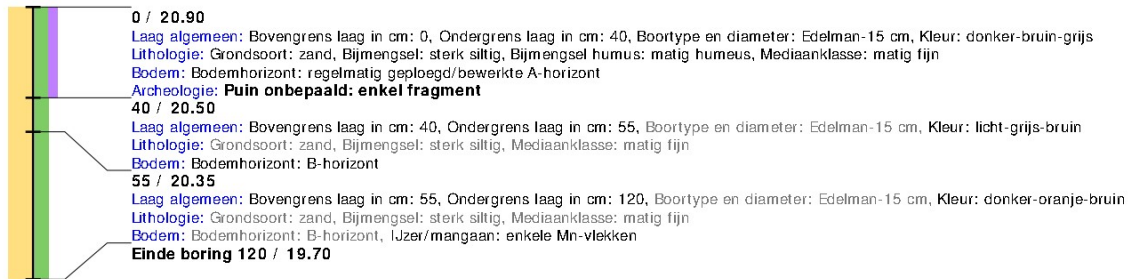 0 / 20.90
Laag algemeen: Bovengrens laag in cm: 0, Ondergrens laag in cm: 40, Boortype en diameter: Edelman-15 cm, Kleur: donker-bruin-grijs
Lithologie: Grondsoort: zand, Bijmengsel: sterk siltig, Bijmengsel humus: matig humeus, Mediaanklasse: matig fijn
Bodem: Bodemhorizont: regelmatig geploegd/bewerkte A-horizont
Archeologie: Puin onbepaald: enkel fragment
40 / 20.50
Laag algemeen: Bovengrens laag in cm: 40, Ondergrens laag in cm: 55, Boortype en diameter: Edelman-15 cm, Kleur: licht-grijs-bruin
Lithologie: Grondsoort: zand, Bijmengsel: sterk siltig, Mediaanklasse: matig fijn
Bodem: Bodemhorizont: B-horizont
55 / 20.35
Laag algemeen: Bovengrens laag in cm: 55, Ondergrens laag in cm: 120, Boortype en diameter: Edelman-15 cm, Kleur: donker-oranje-bruin
Lithologie: Grondsoort: zand, Bijmengsel: sterk siltig, Mediaanklasse: matig fijn
Bodem: Bodemhorizont: B-horizont, IJzer/mangaan: enkele Mn-vlekken
Einde boring 120 / 19.70